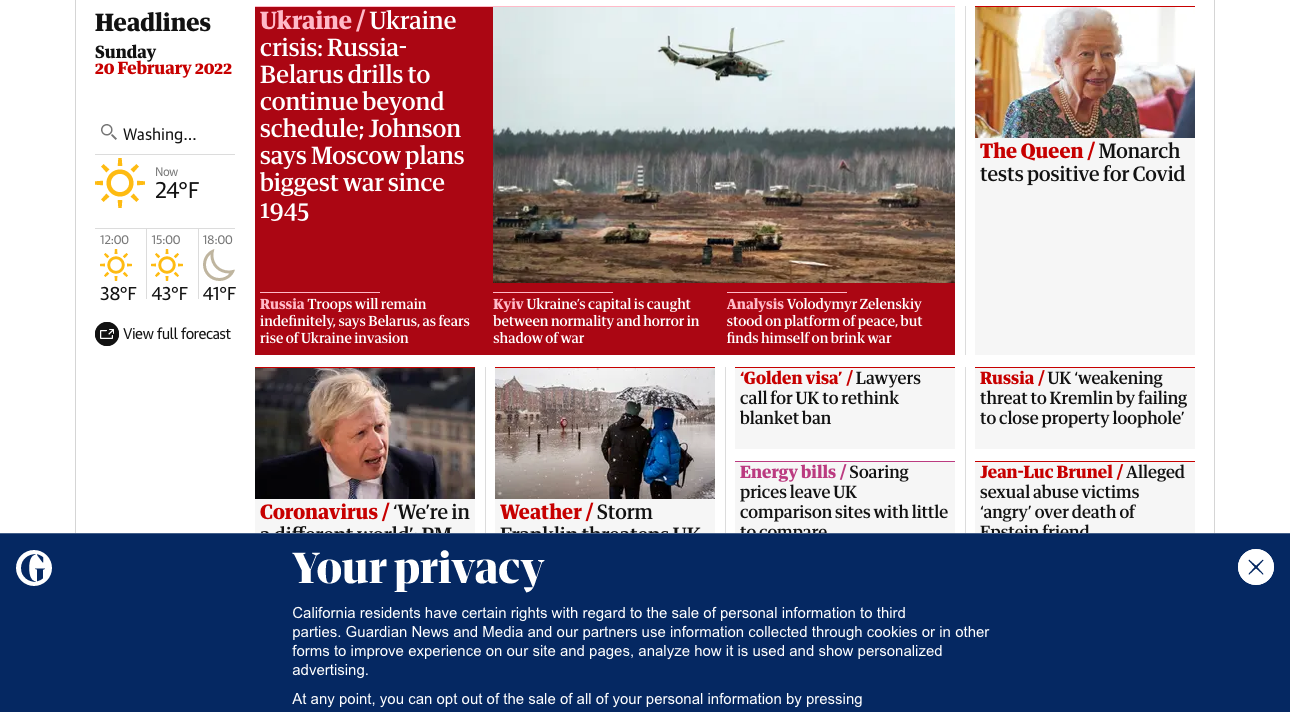 Headlines
Sunday
20 February 2022
Washing...
Now
24°F
12:00
15:00
18:00
38°F
43°F
41°F
View full forecast
Ukraine / Ukraine
crisis: Russia-
Belarus drills to
continue beyond
schedule; Johnson
says Moscow plans
biggest war since
1945
Russia Troops will remain
indefinitely, says Belarus, as fears
rise of Ukraine invasion
Kyiv Ukraine's capital is caught
between normality and horror in
shadow of war
Analysis Volodymyr Zelenskiy
stood on platform of peace, but
finds himself on brink war
The Queen / Monarch
tests positive for Covid
Coronavirus / ‘We’re in
a different world’: PM
Weather / Storm
Franklin threatens UK
‘Golden visa’ / Lawyers
call for UK to rethink
blanket ban
Energy bills / Soaring
prices leave UK
comparison sites with little
to compare
Russia / UK ‘weakening
threat to Kremlin by failing
to close property loophole’
Jean-Luc Brunel / Alleged
sexual abuse victims
‘angry’ over death of
Epstein friend
G
Your privacy
California residents have certain rights with regard to the sale of personal information to third
parties. Guardian News and Media and our partners use information collected through cookies or in other
forms to improve experience on our site and pages, analyze how it is used and show personalized
advertising.
At any point, you can opt out of the sale of all of your personal information by pressing